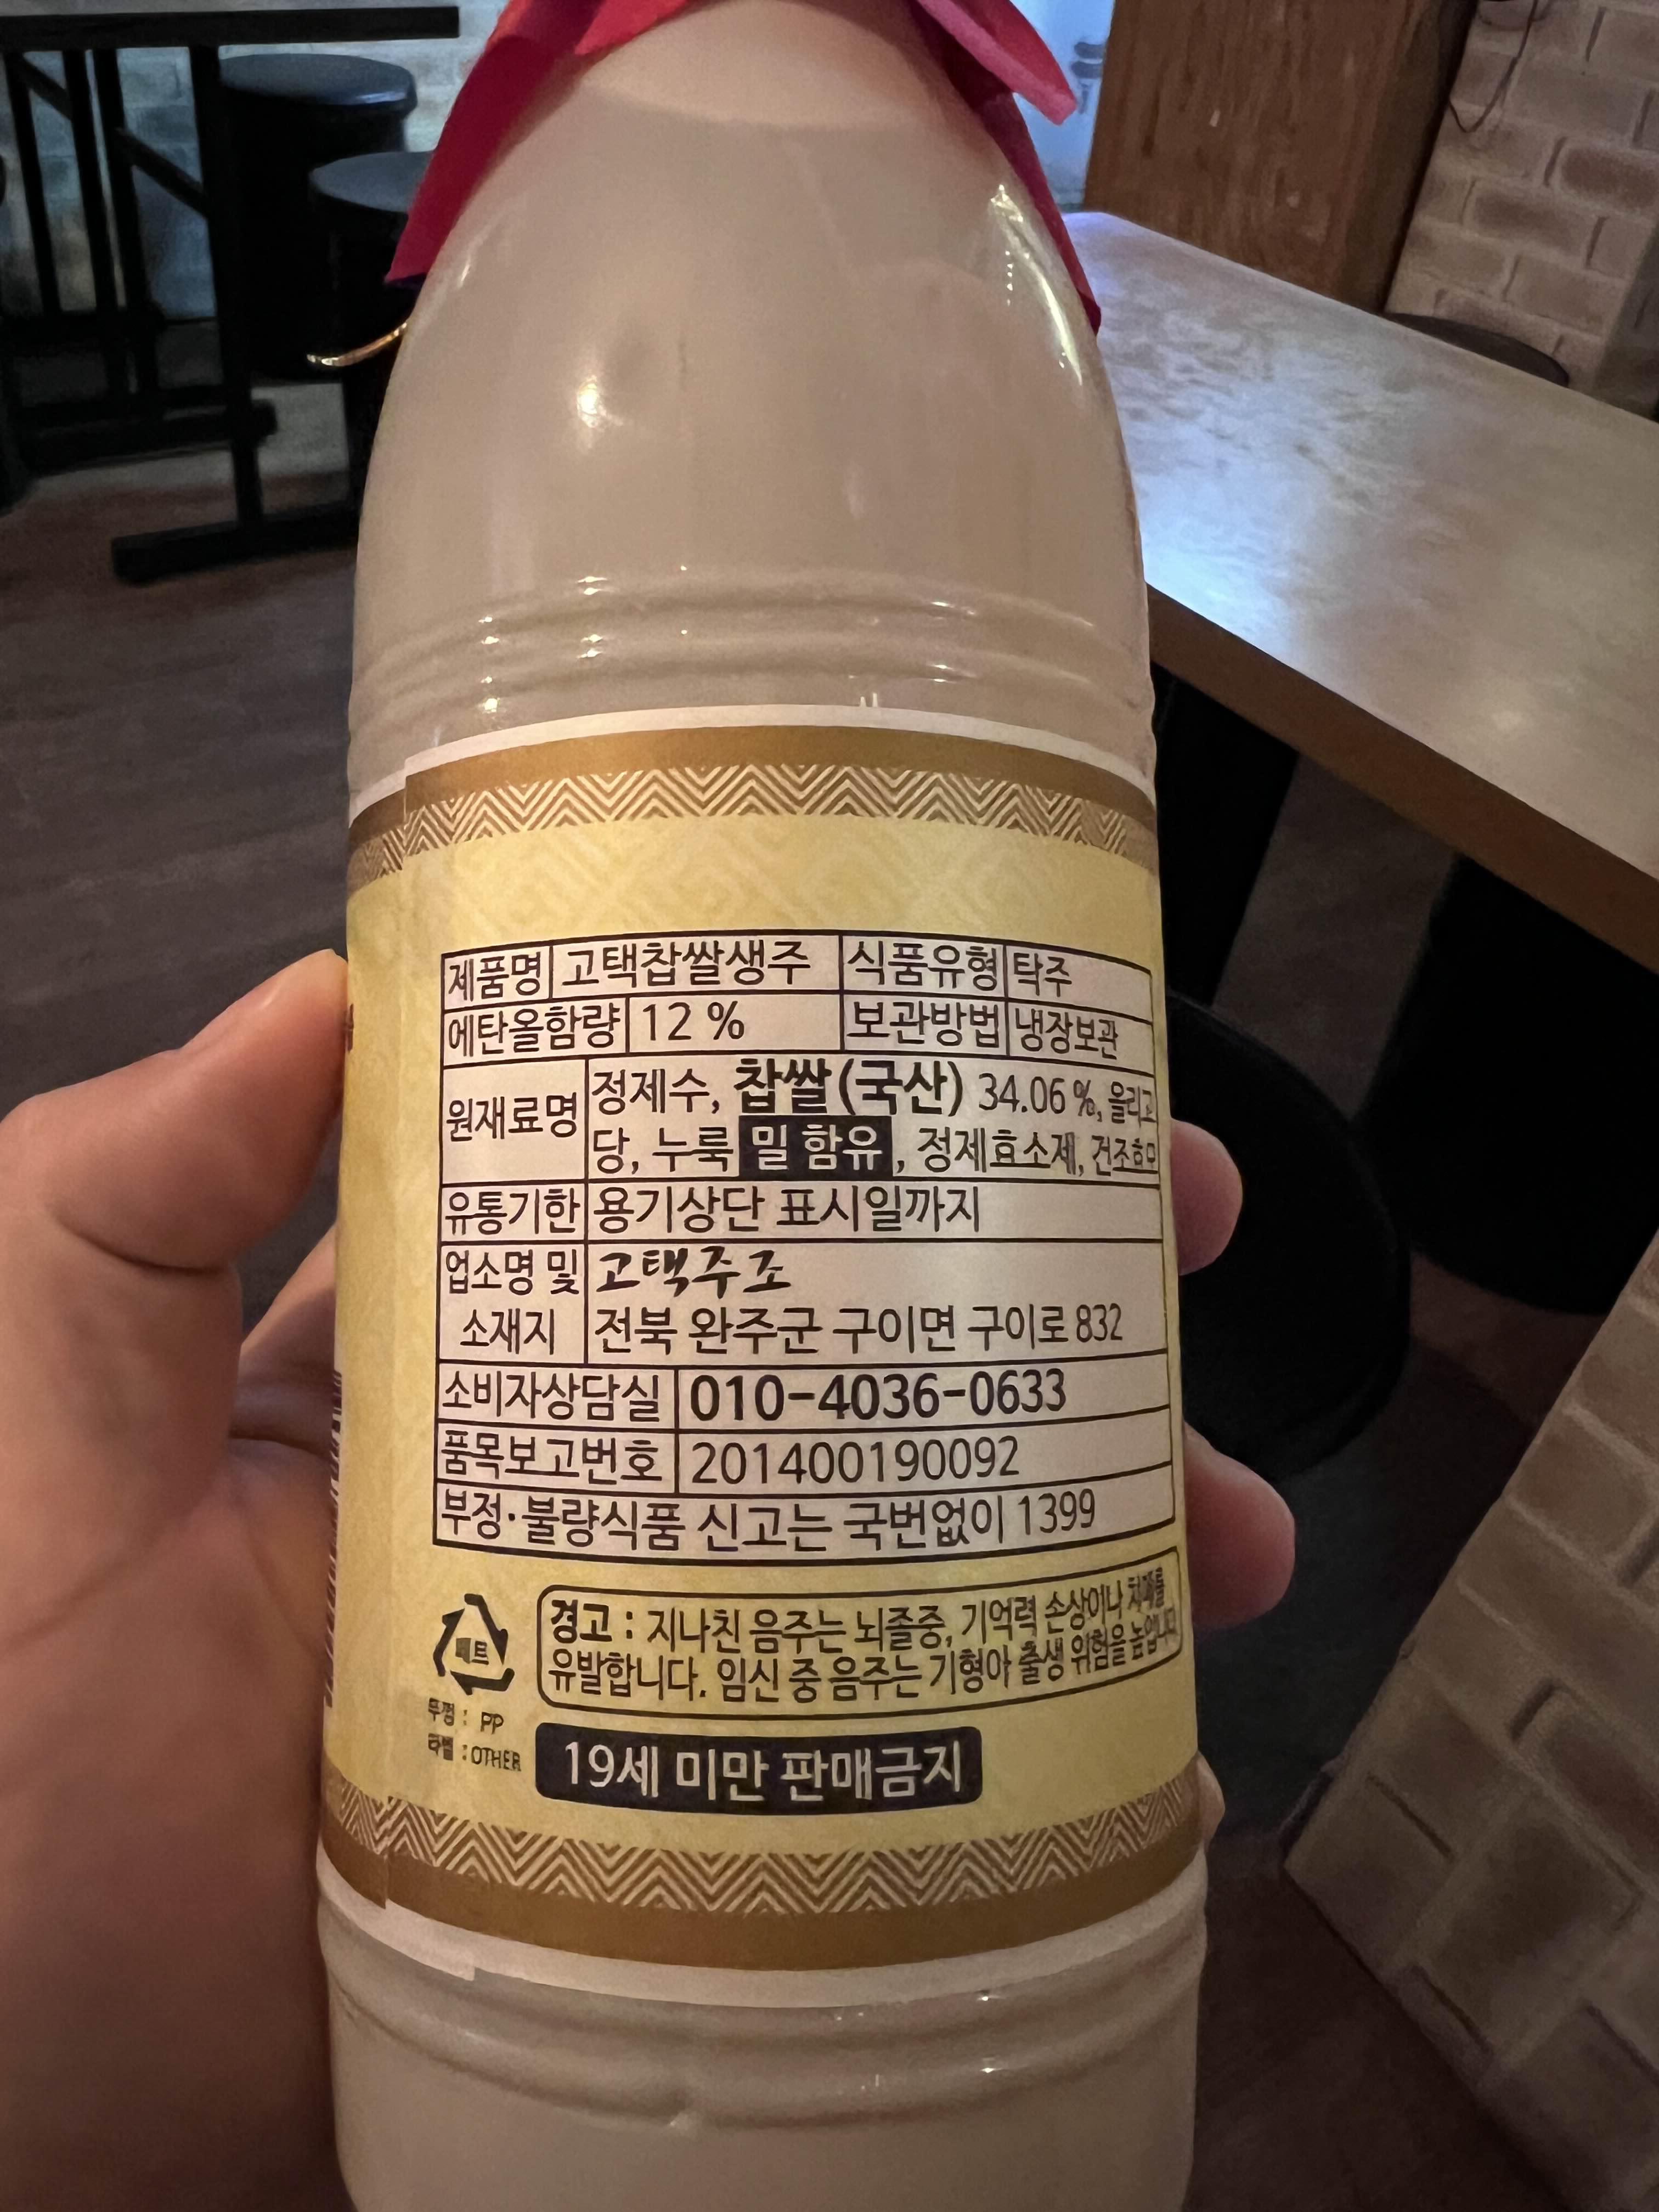 제품명 고택찹쌀생주 식품유형 탁주
에탄올함량 12 % 보관방법 냉장보관
원재료명 정제수, 찹쌀(국산) 34.06 %, 올리고
당, 누룩 밀 함유, 정제효소제, 건조효모
유통기한 용기상단 표시일까지
업소명 및 고택주조
소재지 전북 완주군 구이면 구이로 832
소비자상담실 010-4036-0633
품목보고번호 201400190092
부정·불량식품 신고는 국번없이 1399
페트
뚜껑 : PP
라벨 : OTHER
경고 : 지나친 음주는 뇌졸중, 기억력 손상이나 치매를
유발합니다. 임신 중 음주는 기형아 출생 위험을 높입니다.
19세 미만 판매금지